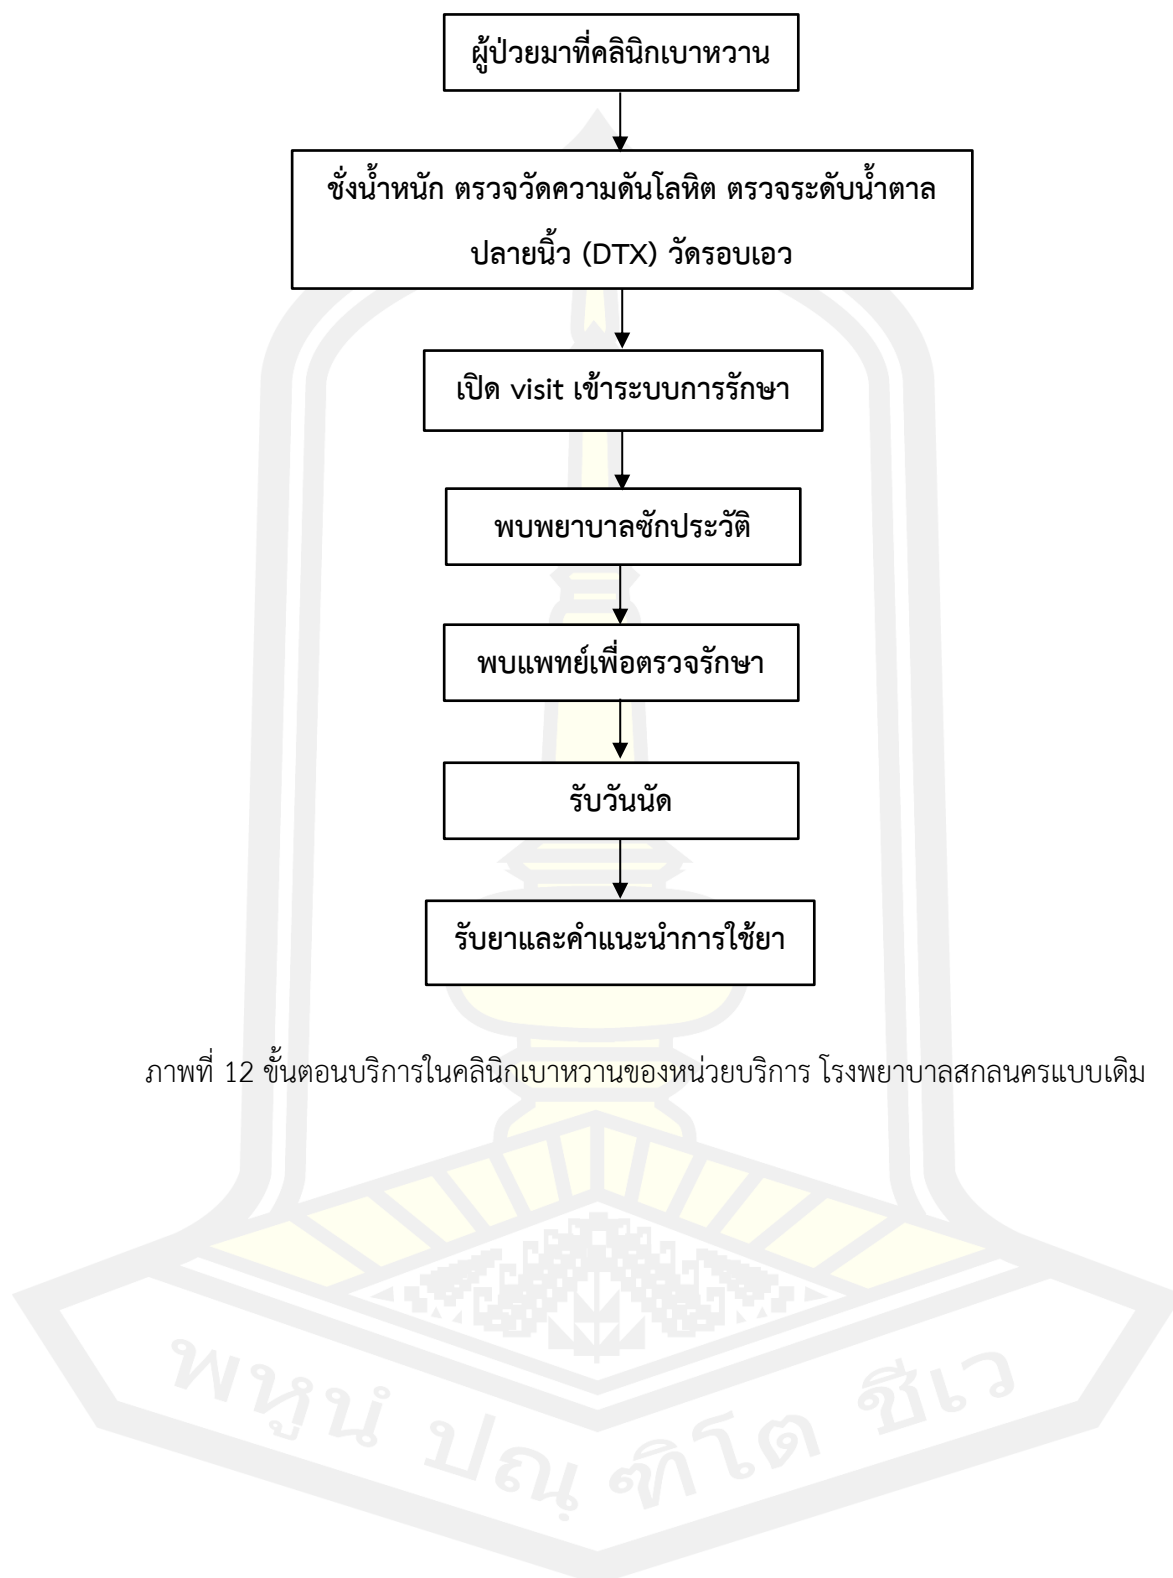 ผู้ป่วยมาที่คลินิกเบาหวาน
ชั่งน้ำหนัก ตรวจวัดความดันโลหิต ตรวจระดับน้ำตาล
ปลายนิ้ว (DTX) วัดรอบเอว
เปิด visit เข้าระบบการรักษา
พบพยาบาลซักประวัติ
พบแพทย์เพื่อตรวจรักษา
รับวันนัด
รับยาและคำแนะนำการใช้ยา
ภาพที่ 12 ขั้นตอนบริการในคลินิกเบาหวานของหน่วยบริการ โรงพยาบาลสกลนครแบบเดิม
พหูนํ ปณฺฑิโต ชีเว